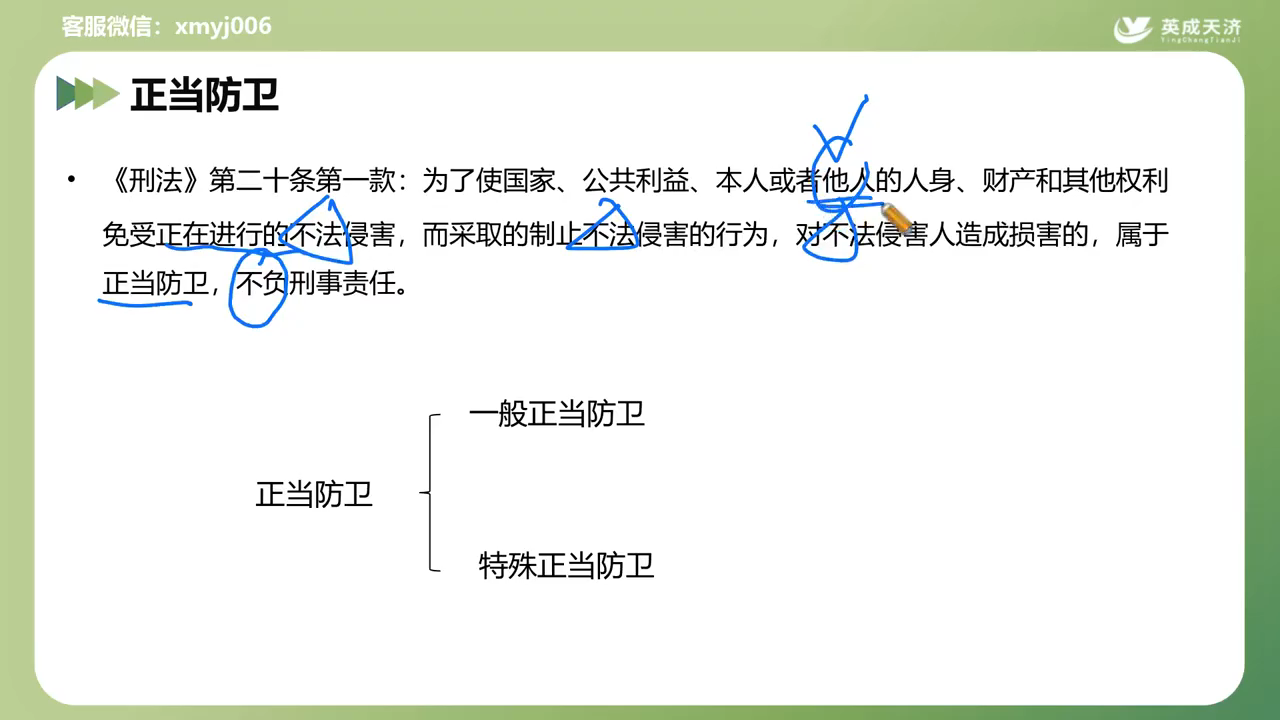 客服微信：xmyj006
英成天济
YingChengTianJi
正当防卫
• 《刑法》第二十条第一款：为了使国家、公共利益、本人或者他人的人身、财产和其他权利
免受正在进行的不法侵害，而采取的制止不法侵害的行为，对不法侵害人造成损害的，属于
正当防卫，不负刑事责任。
一般正当防卫
正当防卫
特殊正当防卫